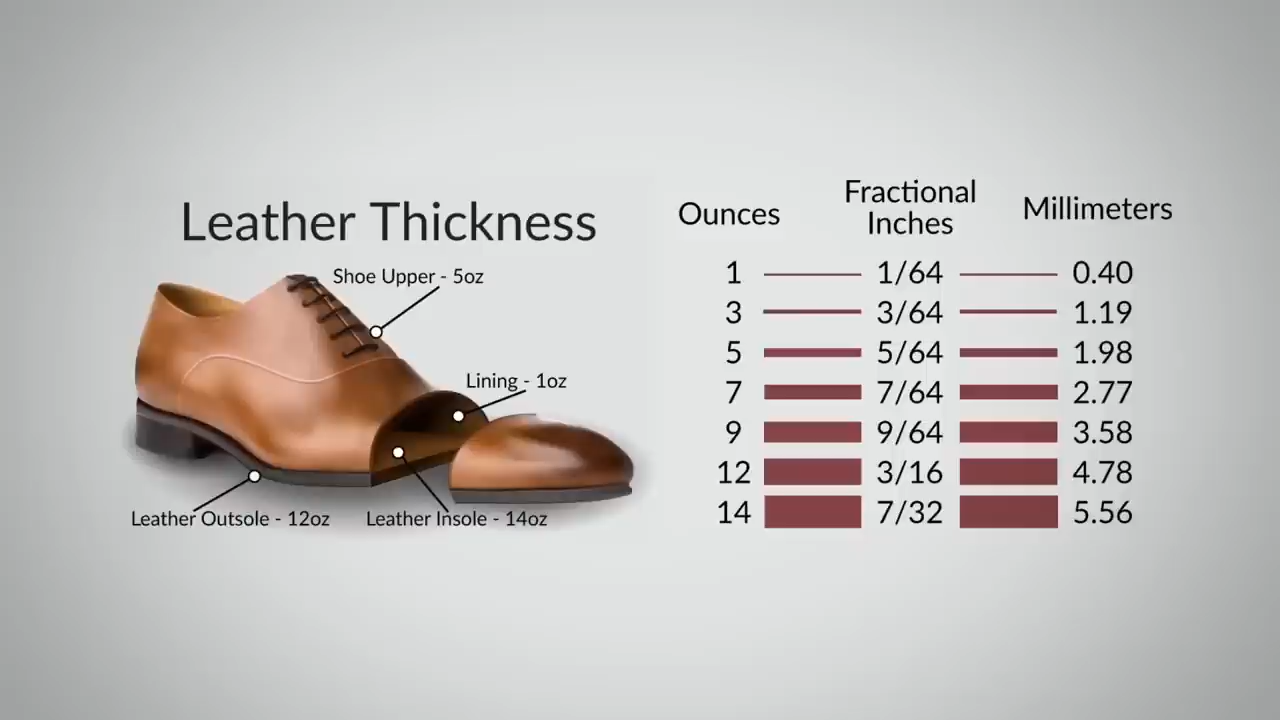 Leather Thickness
Shoe Upper - 5oz
Lining - 1oz
Leather Outsole - 12oz
Leather Insole - 14oz
Ounces
Fractional
Inches
Millimeters
1 1/64 0.40
3 3/64 1.19
5 5/64 1.98
7 7/64 2.77
9 9/64 3.58
12 3/16 4.78
14 7/32 5.56